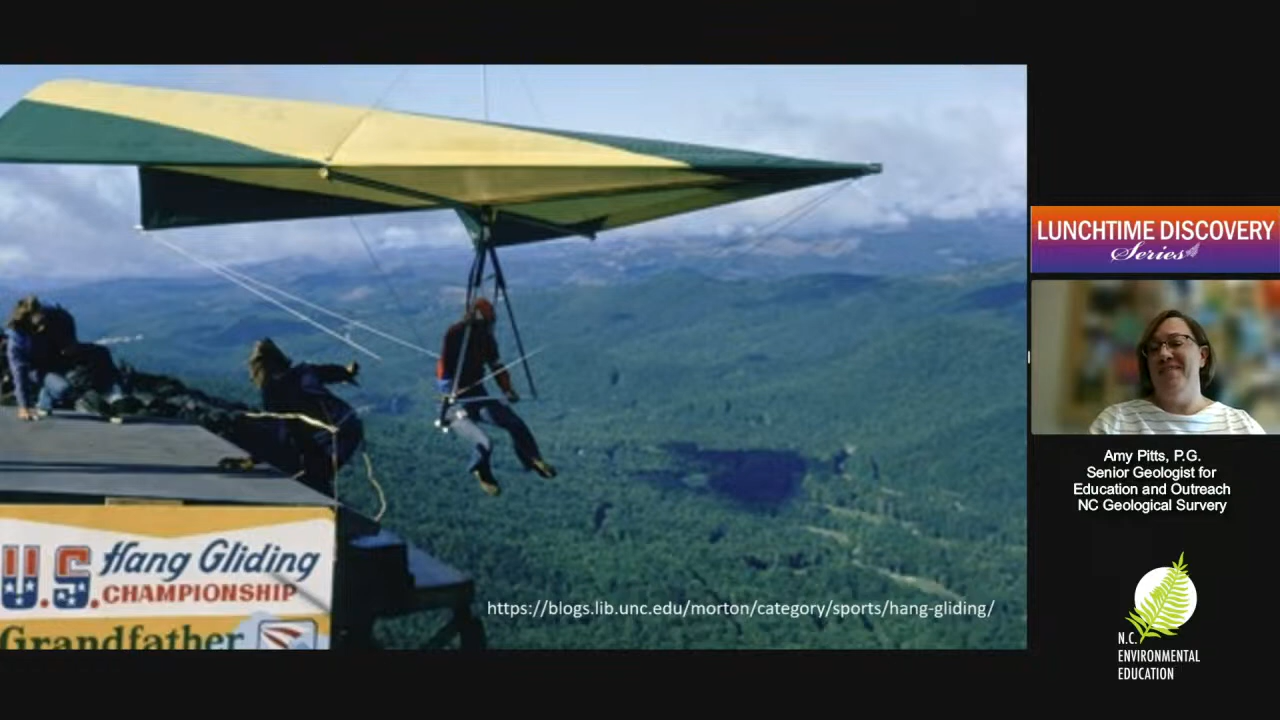 U.S. Hang Gliding
CHAMPIONSHIP
Grandfather
https://blogs.lib.unc.edu/morton/category/sports/hang-gliding/
LUNCHTIME DISCOVERY
Series
Amy Pitts, P.G.
Senior Geologist for
Education and Outreach
NC Geological Survery
N.C.
ENVIRONMENTAL
EDUCATION